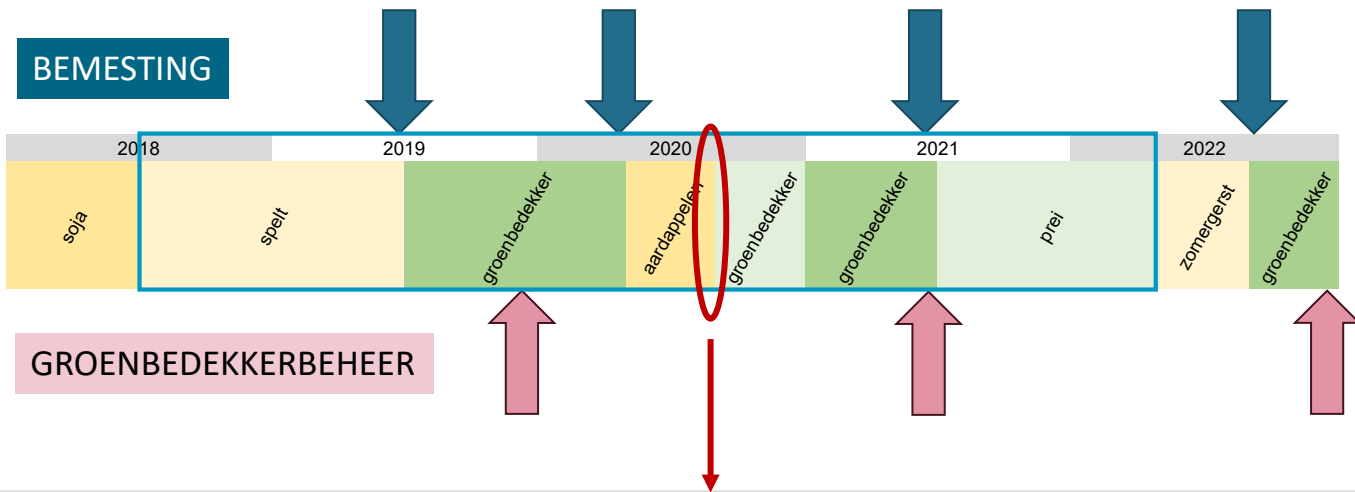 BEMESTING
2018
2019
2020
2021
2022
soja
spelt
groenbedekker
aardappelen
groenbedekker
groenbedekker
prei
zomergerst
groenbedekker
GROENBEDEKKERBEHEER